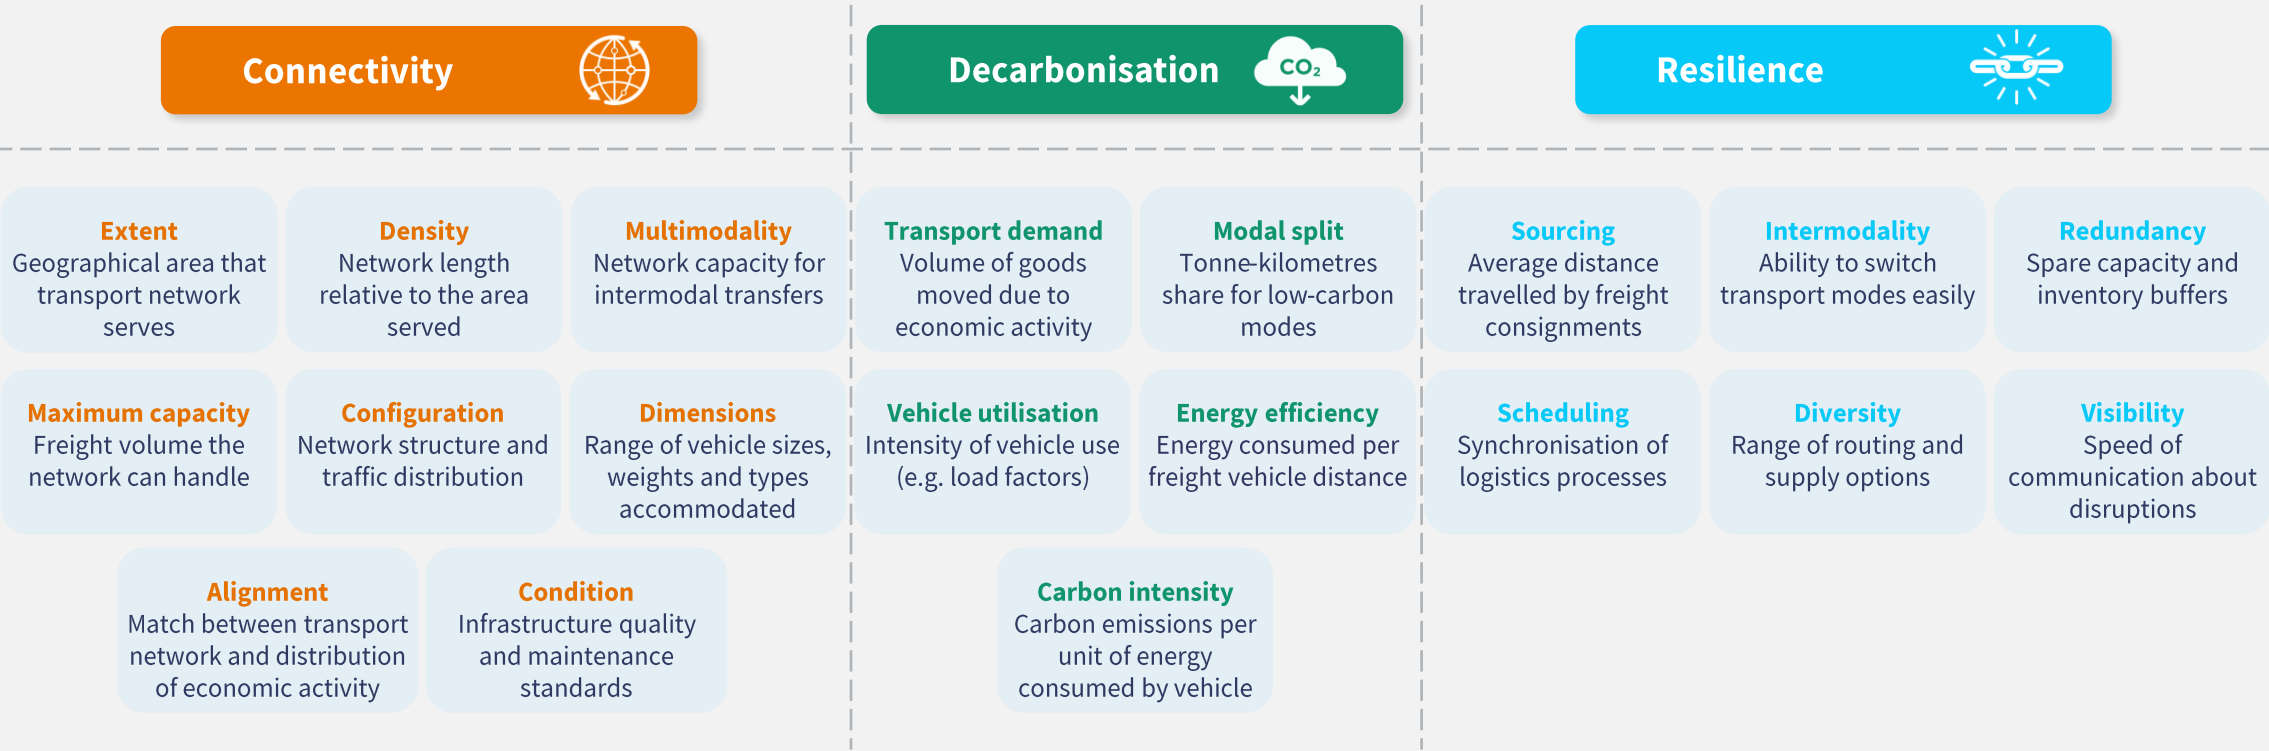 Connectivity
Decarbonisation
CO₂
Resilience
Extent
Geographical area that
transport network
serves
Density
Network length
relative to the area
served
Multimodality
Network capacity for
intermodal transfers
Transport demand
Volume of goods
moved due to
economic activity
Modal split
Tonne-kilometres
share for low-carbon
modes
Sourcing
Average distance
travelled by freight
consignments
Intermodality
Ability to switch
transport modes easily
Redundancy
Spare capacity and
inventory buffers
Maximum capacity
Freight volume the
network can handle
Configuration
Network structure and
traffic distribution
Dimensions
Range of vehicle sizes,
weights and types
accommodated
Vehicle utilisation
Intensity of vehicle use
(e.g. load factors)
Energy efficiency
Energy consumed per
freight vehicle distance
Scheduling
Synchronisation of
logistics processes
Diversity
Range of routing and
supply options
Visibility
Speed of
communication about
disruptions
Alignment
Match between transport
network and distribution
of economic activity
Condition
Infrastructure quality
and maintenance
standards
Carbon intensity
Carbon emissions per
unit of energy
consumed by vehicle